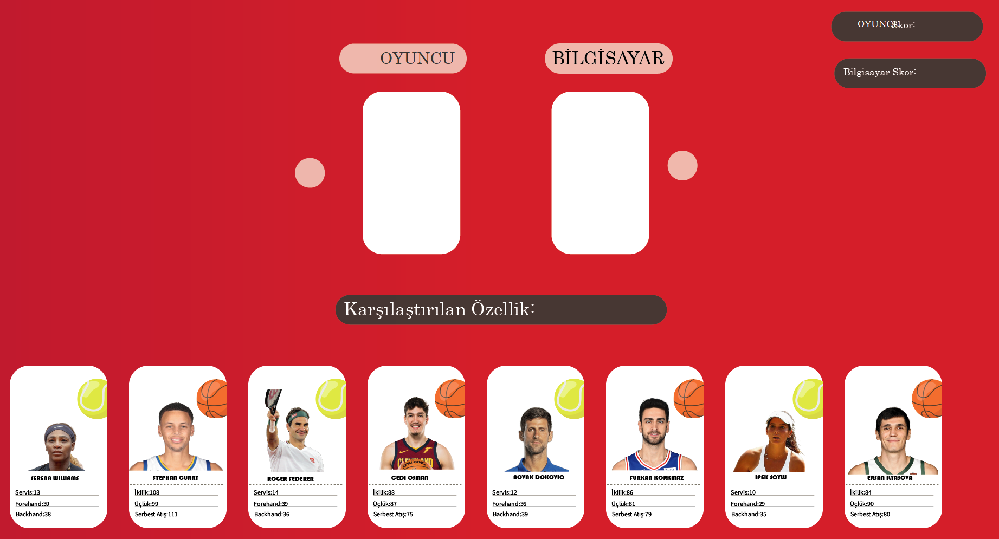 OYUNCU Skor:
OYUNCU
BİLGİSAYAR
Bilgisayar Skor:
Karşılaştırılan Özellik:
SERENA WILLIAMS
Servis:13
Forehand:39
Backhand:38
STEPHAN CURRY
İkilik:108
Üçlük:99
Serbest Atış:111
ROGER FEDERER
Servis:14
Forehand:39
Backhand:36
CLEVELAND
SPALDING
CEDI OSMAN
İkilik:88
Üçlük:87
Serbest Atış:75
NOVAK DOKOVIC
Servis:12
Forehand:36
Backhand:39
FURKAN KORKMAZ
İkilik:86
Üçlük:81
Serbest Atış:79
IPEK SOYLU
Servis:10
Forehand:29
Backhand:35
ERSAN ILYASOVA
İkilik:84
Üçlük:90
Serbest Atış:80